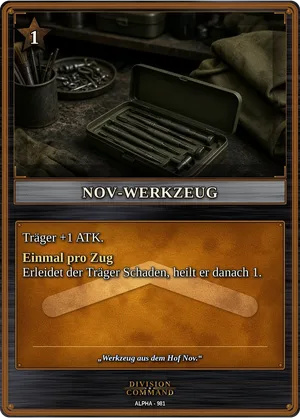 1
NOV-WERKZEUG
Träger +1 ATK.
Einmal pro Zug
Erleidet der Träger Schaden, heilt er danach 1.
„Werkzeug aus dem Hof Nov.“
DIVISION
COMMAND
ALPHA - 981